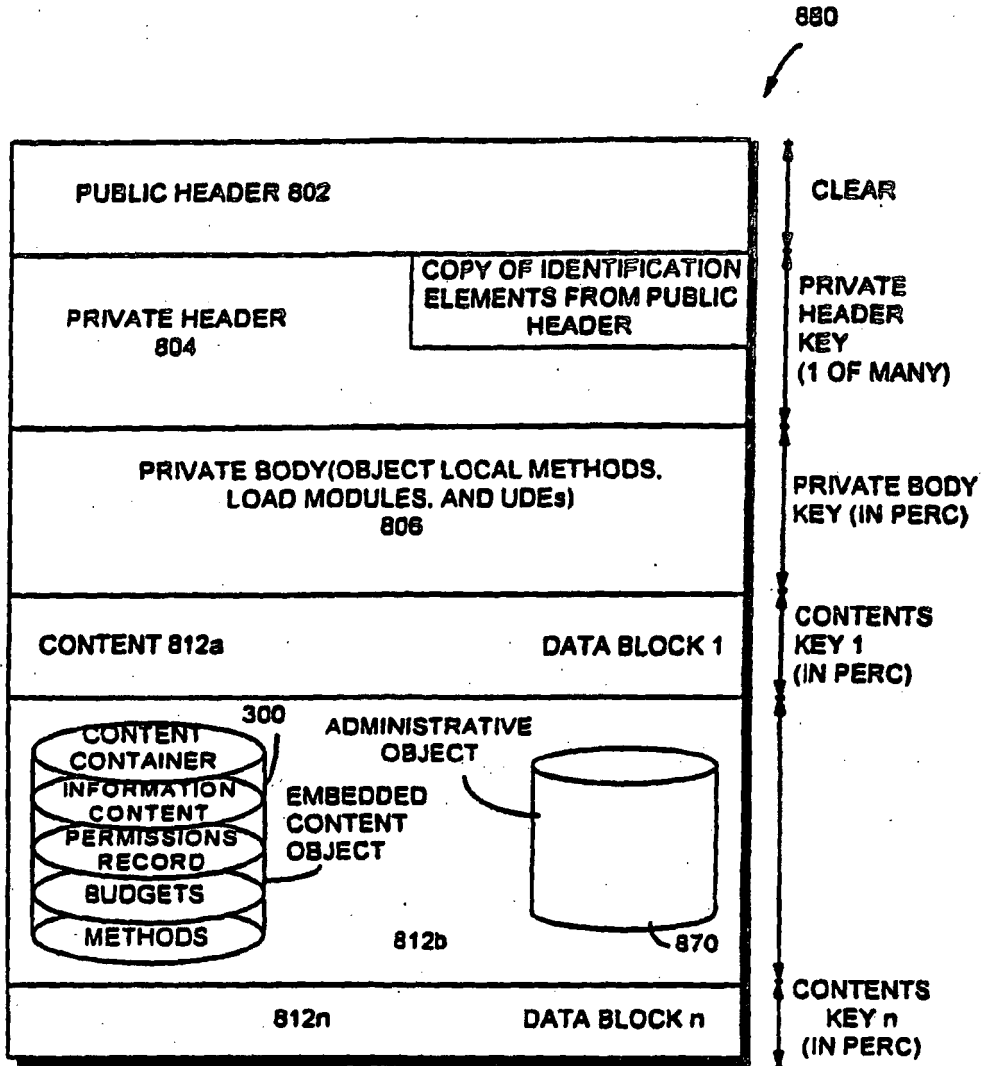 880
PUBLIC HEADER 802
CLEAR
COPY OF IDENTIFICATION
ELEMENTS FROM PUBLIC
HEADER
PRIVATE HEADER
804
PRIVATE
HEADER
KEY
(1 OF MANY)
PRIVATE BODY(OBJECT LOCAL METHODS.
LOAD MODULES. AND UDEs)
806
PRIVATE BODY
KEY (IN PERC)
CONTENT 812a
DATA BLOCK 1
CONTENTS
KEY 1
(IN PERC)
300
CONTENT
CONTAINER
INFORMATION
CONTENT
PERMISSIONS
RECORD
BUDGETS
METHODS
EMBEDDED
CONTENT
OBJECT
ADMINISTRATIVE
OBJECT
812b
870
812n
DATA BLOCK n
CONTENTS
KEY n
(IN PERC)